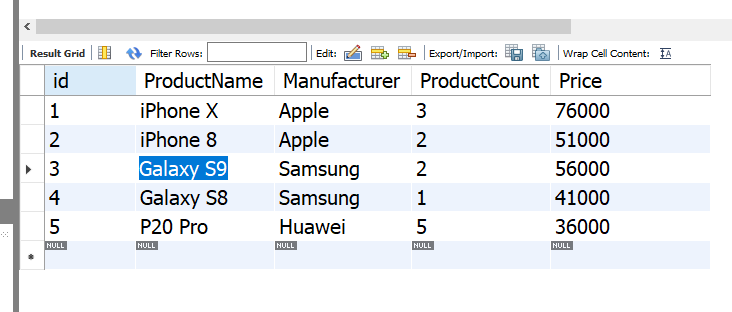 Result Grid Filter Rows: Edit: Export/Import: Wrap Cell Content: IA
id ProductName Manufacturer ProductCount Price
1 iPhone X Apple 3 76000
2 iPhone 8 Apple 2 51000
3 Galaxy S9 Samsung 2 56000
4 Galaxy S8 Samsung 1 41000
5 P20 Pro Huawei 5 36000
NULL NULL NULL NULL NULL